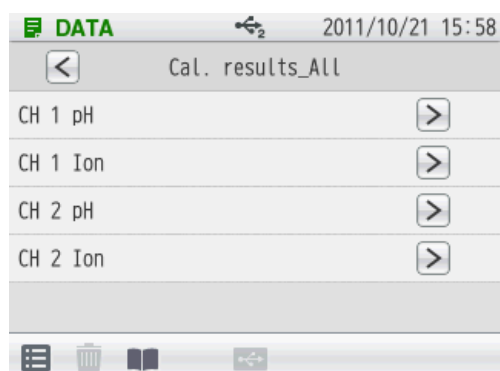 DATA 2 2011/10/21 15:58
Cal. results_All
CH 1 pH
CH 1 Ion
CH 2 pH
CH 2 Ion